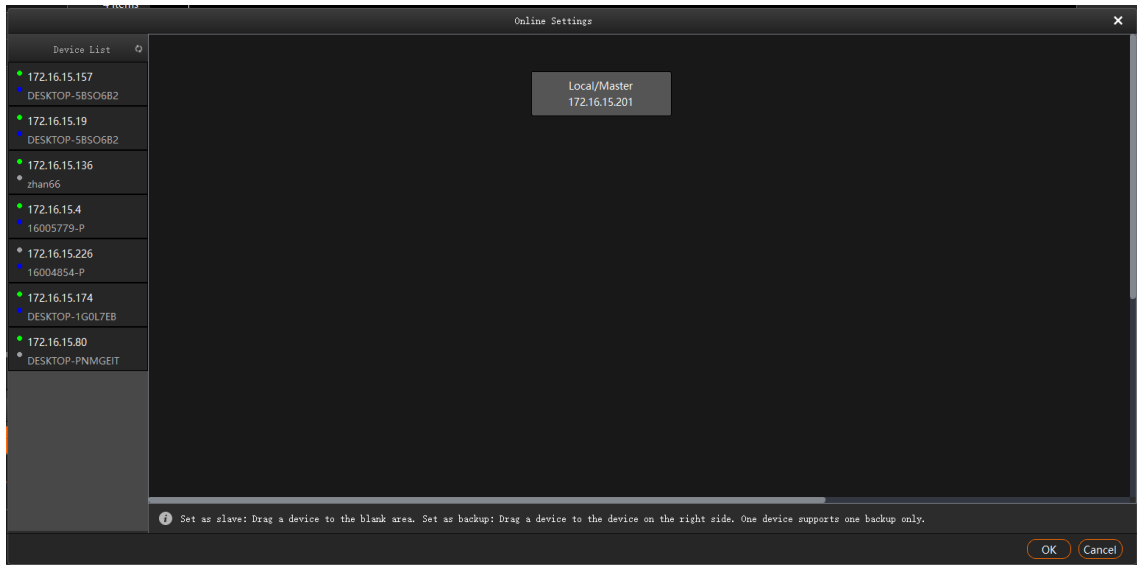 4 items
Online Settings
Device List
172.16.15.157
DESKTOP-5BSO6B2
172.16.15.19
DESKTOP-5BSO6B2
172.16.15.136
zhan66
172.16.15.4
16005779-P
172.16.15.226
16004854-P
172.16.15.174
DESKTOP-1G0L7EB
172.16.15.80
DESKTOP-PNMGEIT
Local/Master
172.16.15.201
Set as slave: Drag a device to the blank area. Set as backup: Drag a device to the device on the right side. One device supports one backup only.
OK
Cancel